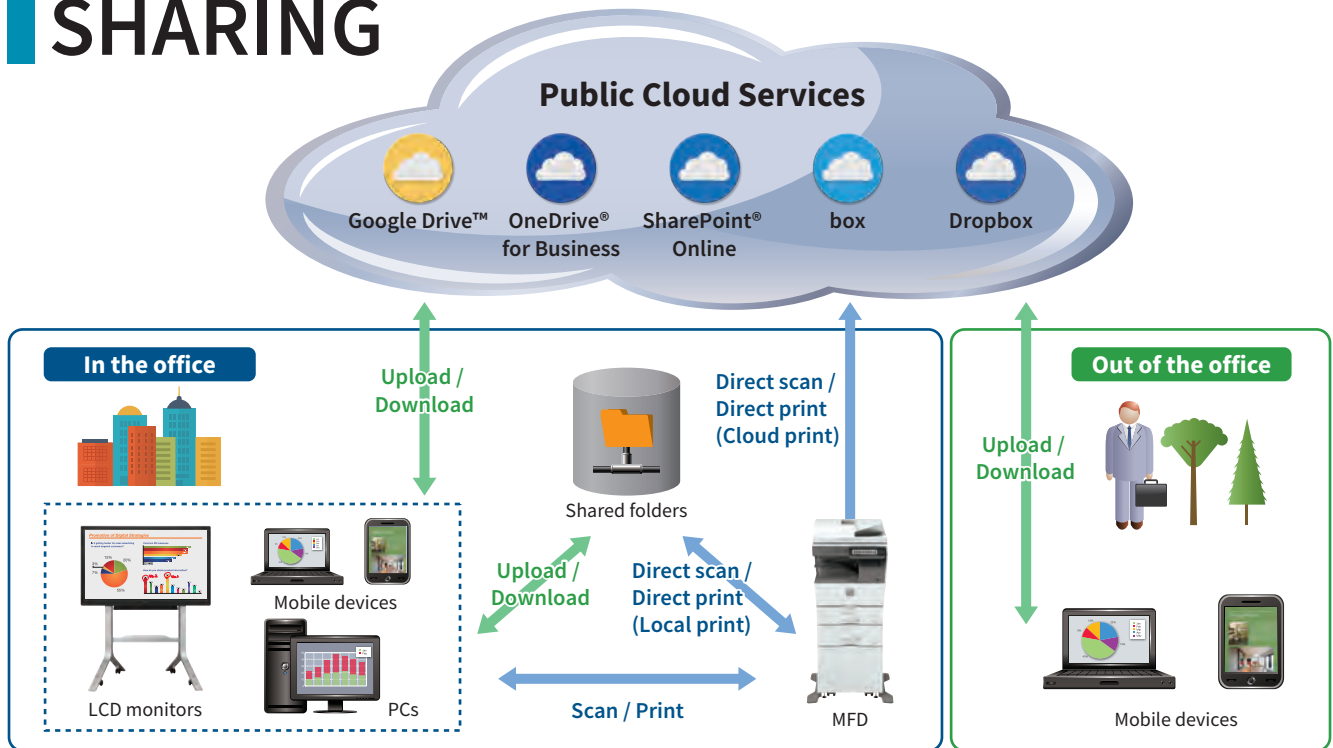 SHARING
Public Cloud Services
Google Drive™
OneDrive®
for Business
SharePoint®
Online
box
Dropbox
In the office
Upload /
Download
Shared folders
Direct scan /
Direct print
(Cloud print)
LCD monitors
Mobile devices
PCs
Upload /
Download
Direct scan /
Direct print
(Local print)
Scan / Print
MFD
Out of the office
Upload /
Download
Mobile devices